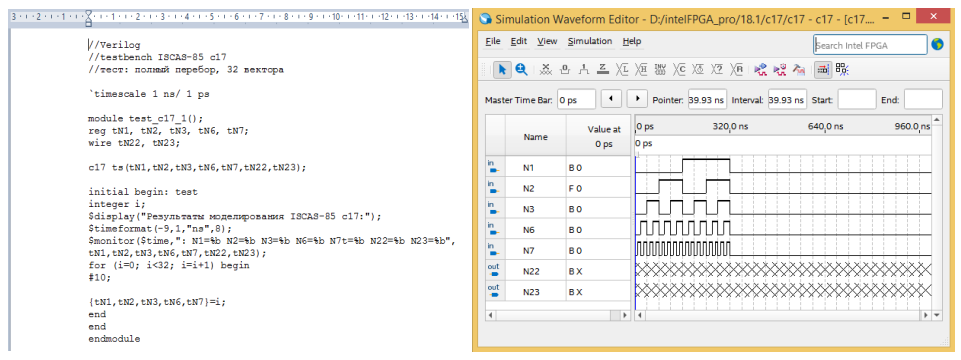 3 · 2 · 1 · 1 · 2 · 3 · 4 · 5 · 6 · 7 · 8 · 9 · 10 · 11 · 12 · 13 · 14 · 15
//Verilog
//testbench ISCAS-85 c17
//тест: полный перебор, 32 вектора
`timescale 1 ns/ 1 ps
module test_c17_1();
reg tN1, tN2, tN3, tN6, tN7;
wire tN22, tN23;
c17 ts(tN1,tN2,tN3,tN6,tN7,tN22,tN23);
initial begin: test
integer i;
$display("Результаты моделирования ISCAS-85 c17:");
$timeformat(-9,1,"ns",8);
$monitor($time,": N1=%b N2=%b N3=%b N6=%b N7t=%b N22=%b N23=%b",
tN1,tN2,tN3,tN6,tN7,tN22,tN23);
for (i=0; i<32; i=i+1) begin
#10;
{tN1,tN2,tN3,tN6,tN7}=i;
end
end
endmodule
Simulation Waveform Editor - D:/intelFPGA_pro/18.1/c17/c17 - c17 - [c17....
File Edit View Simulation Help
Search Intel FPGA
Master Time Bar: 0 ps Pointer: 39.93 ns Interval: 39.93 ns Start: End:
Name Value at 0 ps
0 ps 320,0 ns 640,0 ns 960.0 ns
0 ps
in N1 B 0
in N2 F 0
in N3 B 0
in N6 B 0
in N7 B 0
out N22 B X
out N23 B X